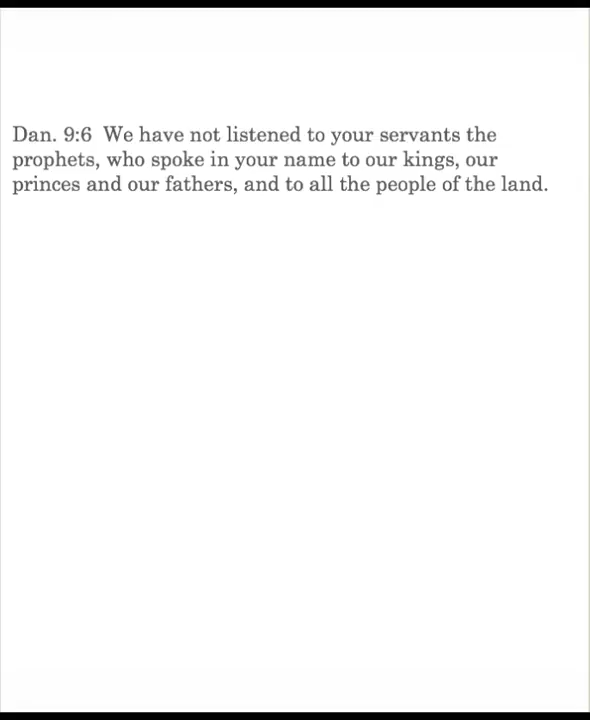 Dan. 9:6  We have not listened to your servants the
prophets, who spoke in your name to our kings, our
princes and our fathers, and to all the people of the land.